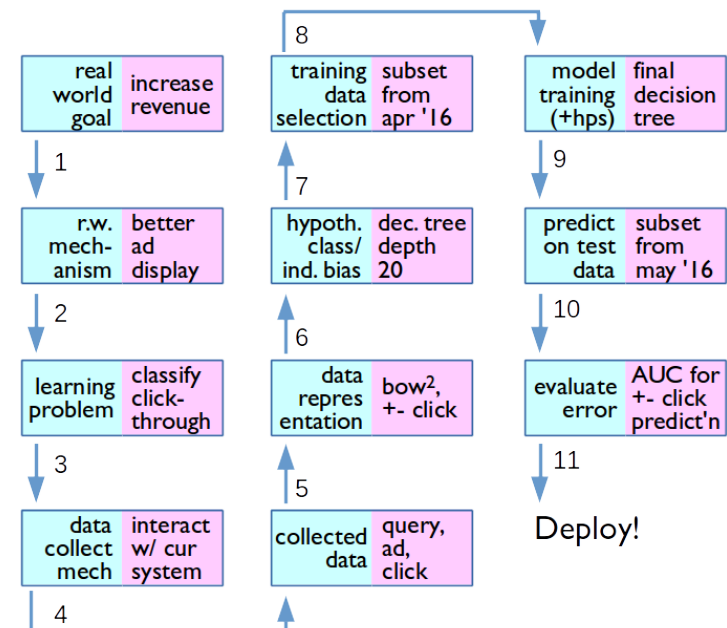 real
world
goal
increase
revenue
1
r.w.
mech-
anism
better
ad
display
2
learning
problem
classify
click-
through
3
data
collect
mech
interact
w/ cur
system
4
collected
data
query,
ad,
click
5
data
repres
entation
bow²,
+- click
6
hypoth.
class/
ind. bias
dec. tree
depth
20
7
training
data
selection
subset
from
apr '16
8
model
training
(+hps)
final
decision
tree
9
predict
on test
data
subset
from
may '16
10
evaluate
error
AUC for
+- click
predict'n
11
Deploy!